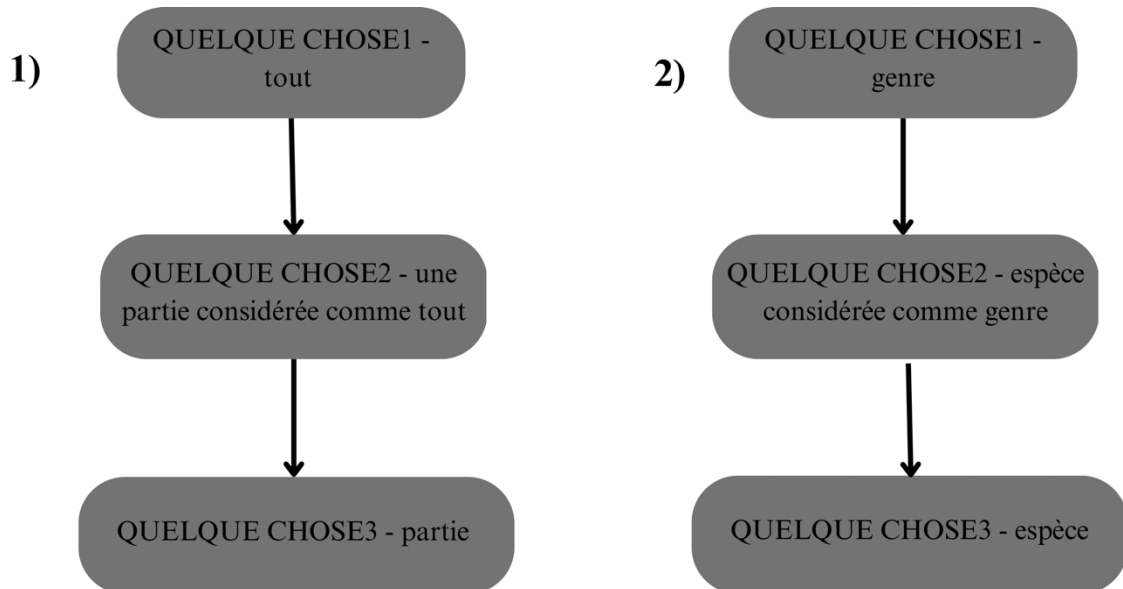 1)
QUELQUE CHOSE1 -
tout
QUELQUE CHOSE2 - une
partie considérée comme tout
QUELQUE CHOSE3 - partie
2)
QUELQUE CHOSE1 -
genre
QUELQUE CHOSE2 - espèce
considérée comme genre
QUELQUE CHOSE3 - espèce